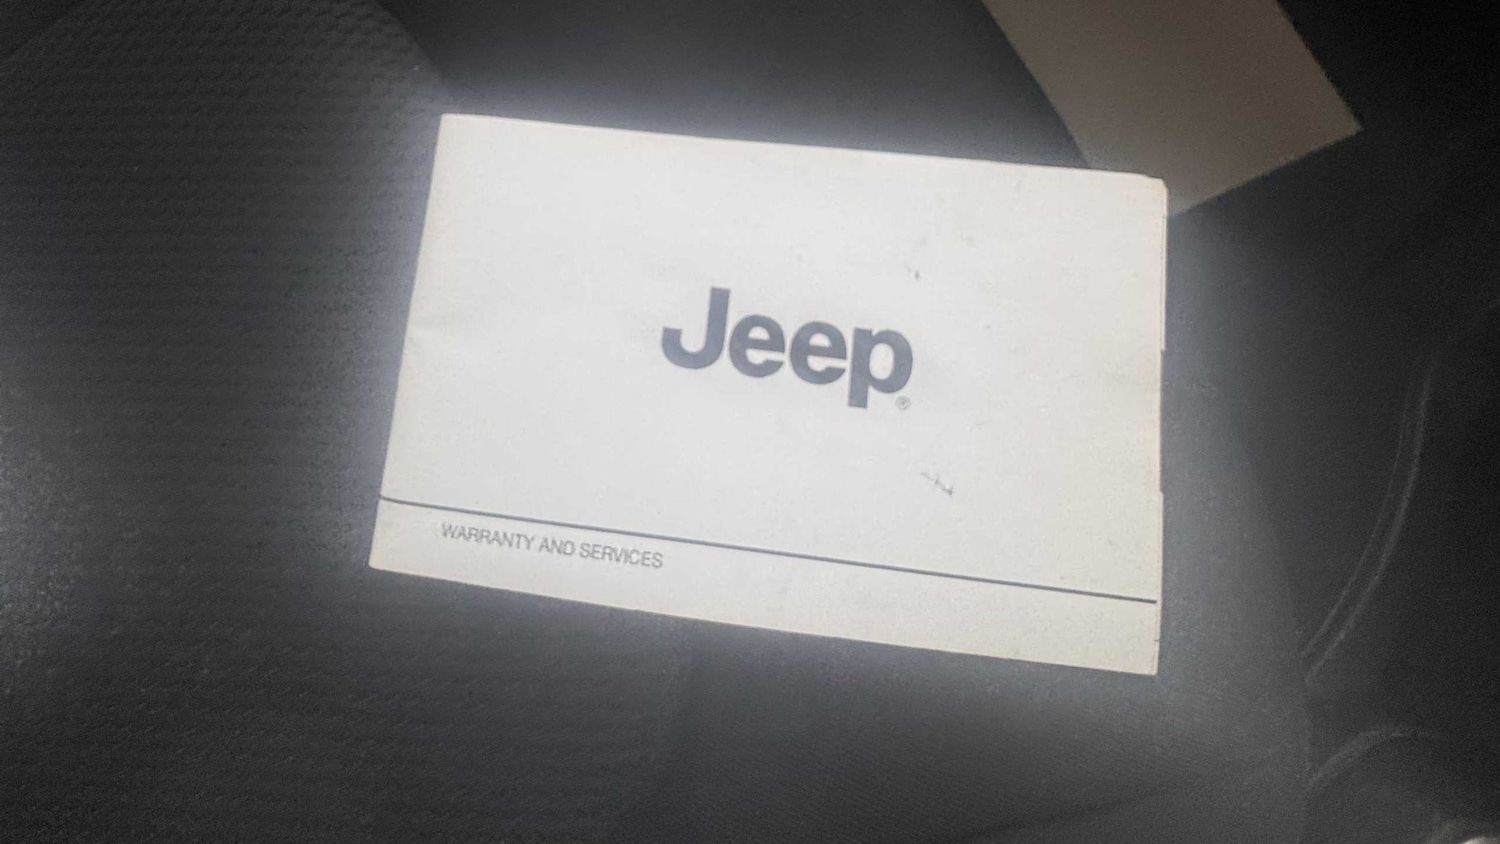 Jeep®
WARRANTY AND SERVICES